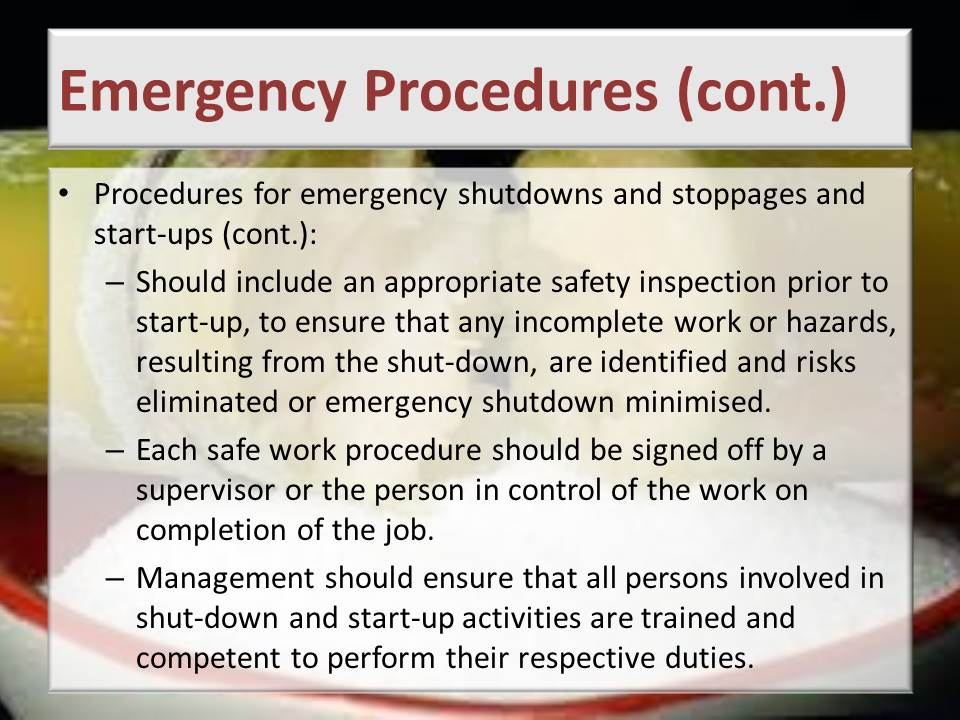 Emergency Procedures (cont.)
• Procedures for emergency shutdowns and stoppages and
start-ups (cont.):
– Should include an appropriate safety inspection prior to
start-up, to ensure that any incomplete work or hazards,
resulting from the shut-down, are identified and risks
eliminated or emergency shutdown minimised.
– Each safe work procedure should be signed off by a
supervisor or the person in control of the work on
completion of the job.
– Management should ensure that all persons involved in
shut-down and start-up activities are trained and
competent to perform their respective duties.